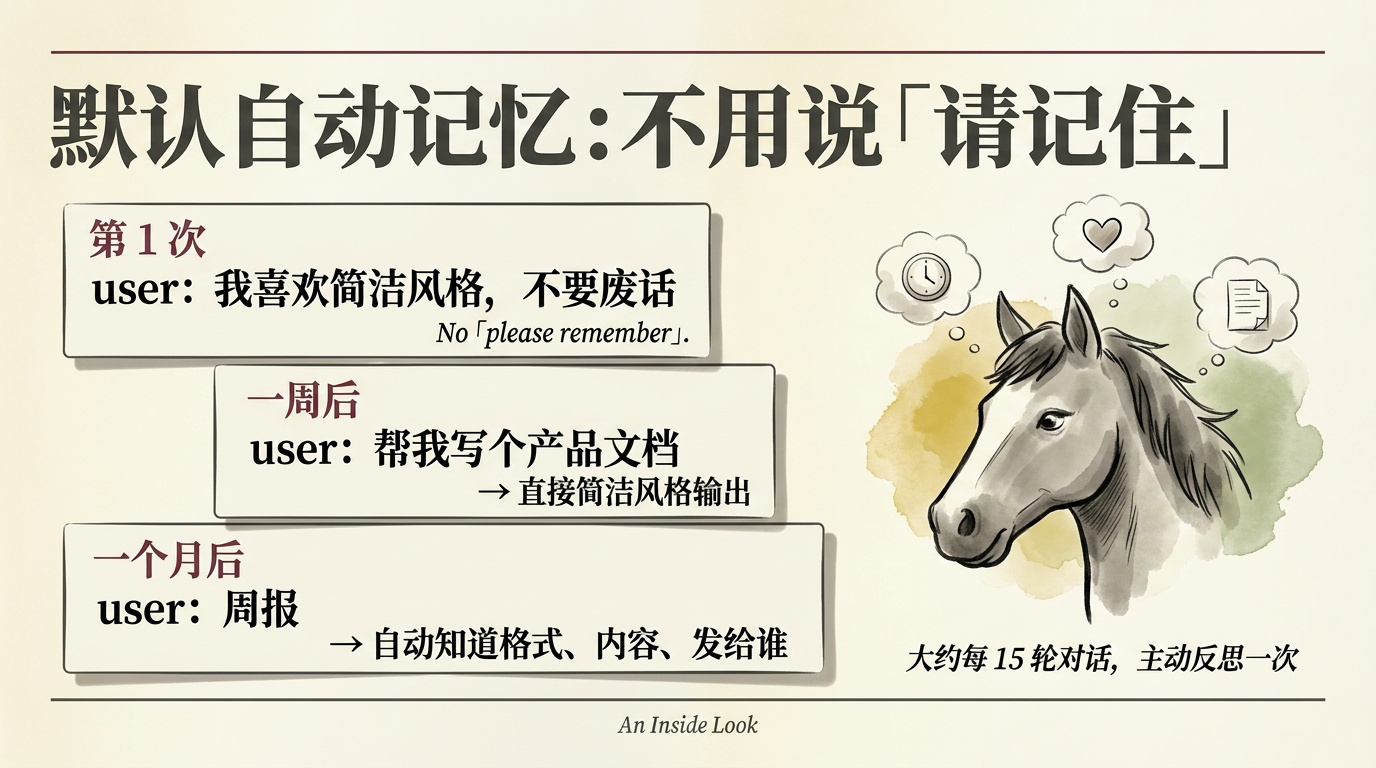 默认自动记忆：不用说「请记住」
第 1 次
user：我喜欢简洁风格，不要废话
No「please remember」.
一周后
user：帮我写个产品文档
→ 直接简洁风格输出
一个月后
user：周报
→ 自动知道格式、内容、发给谁
大约每 15 轮对话，主动反思一次
An Inside Look